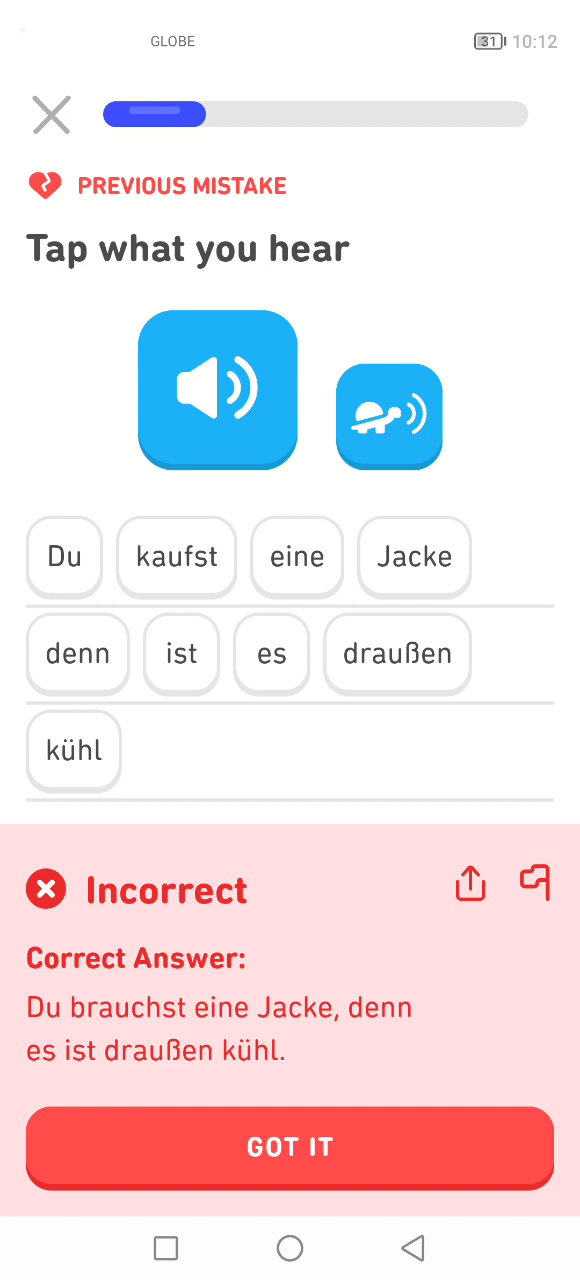 GLOBE 31 10:12
PREVIOUS MISTAKE
Tap what you hear
Du kaufst eine Jacke
denn ist es draußen
kühl
Incorrect
Correct Answer:
Du brauchst eine Jacke, denn
es ist draußen kühl.
GOT IT